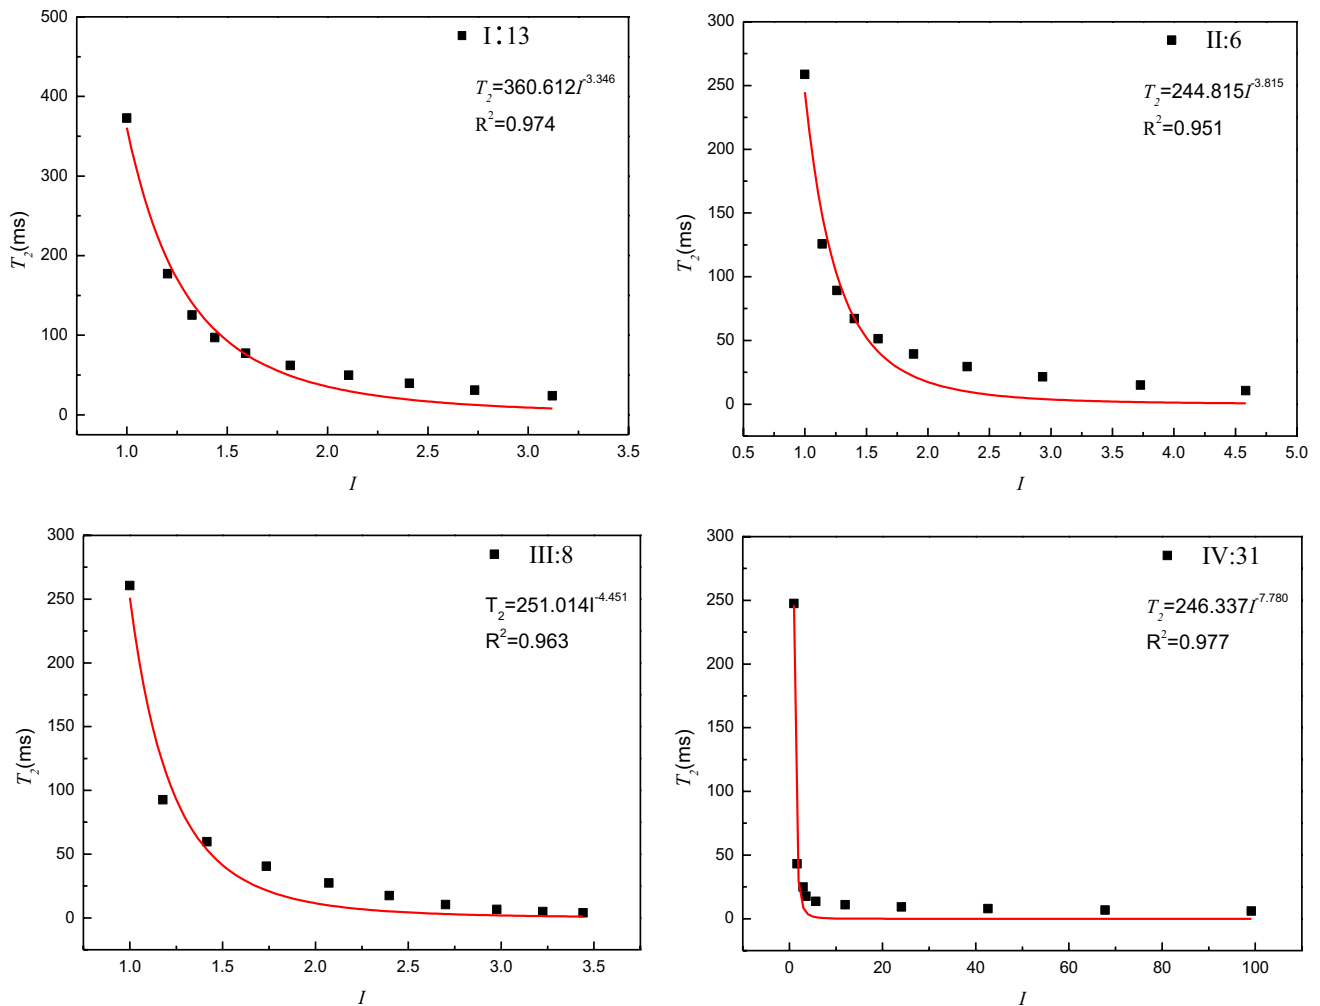 I:13
T₂=360.612I⁻³·³⁴⁶
R²=0.974
500
400
300
200
100
0
T₂(ms)
1.0 1.5 2.0 2.5 3.0 3.5
I
II:6
T₂=244.815I⁻³·⁸¹⁵
R²=0.951
300
250
200
150
100
50
0
T₂(ms)
0.5 1.0 1.5 2.0 2.5 3.0 3.5 4.0 4.5 5.0
I
III:8
T₂=251.014I⁻⁴·⁴⁵¹
R²=0.963
300
250
200
150
100
50
0
T₂(ms)
1.0 1.5 2.0 2.5 3.0 3.5
I
IV:31
T₂=246.337I⁻⁷·⁷⁸⁰
R²=0.977
300
250
200
150
100
50
0
T₂(ms)
0 20 40 60 80 100
I